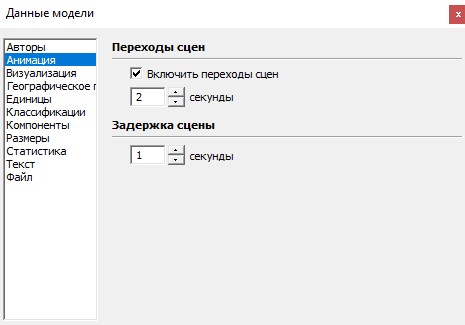 Данные модели
x
Авторы
Анимация
Визуализация
Географическое г
Единицы
Классификации
Компоненты
Размеры
Статистика
Текст
Файл
Переходы сцен
Включить переходы сцен
2 секунды
Задержка сцены
1 секунды